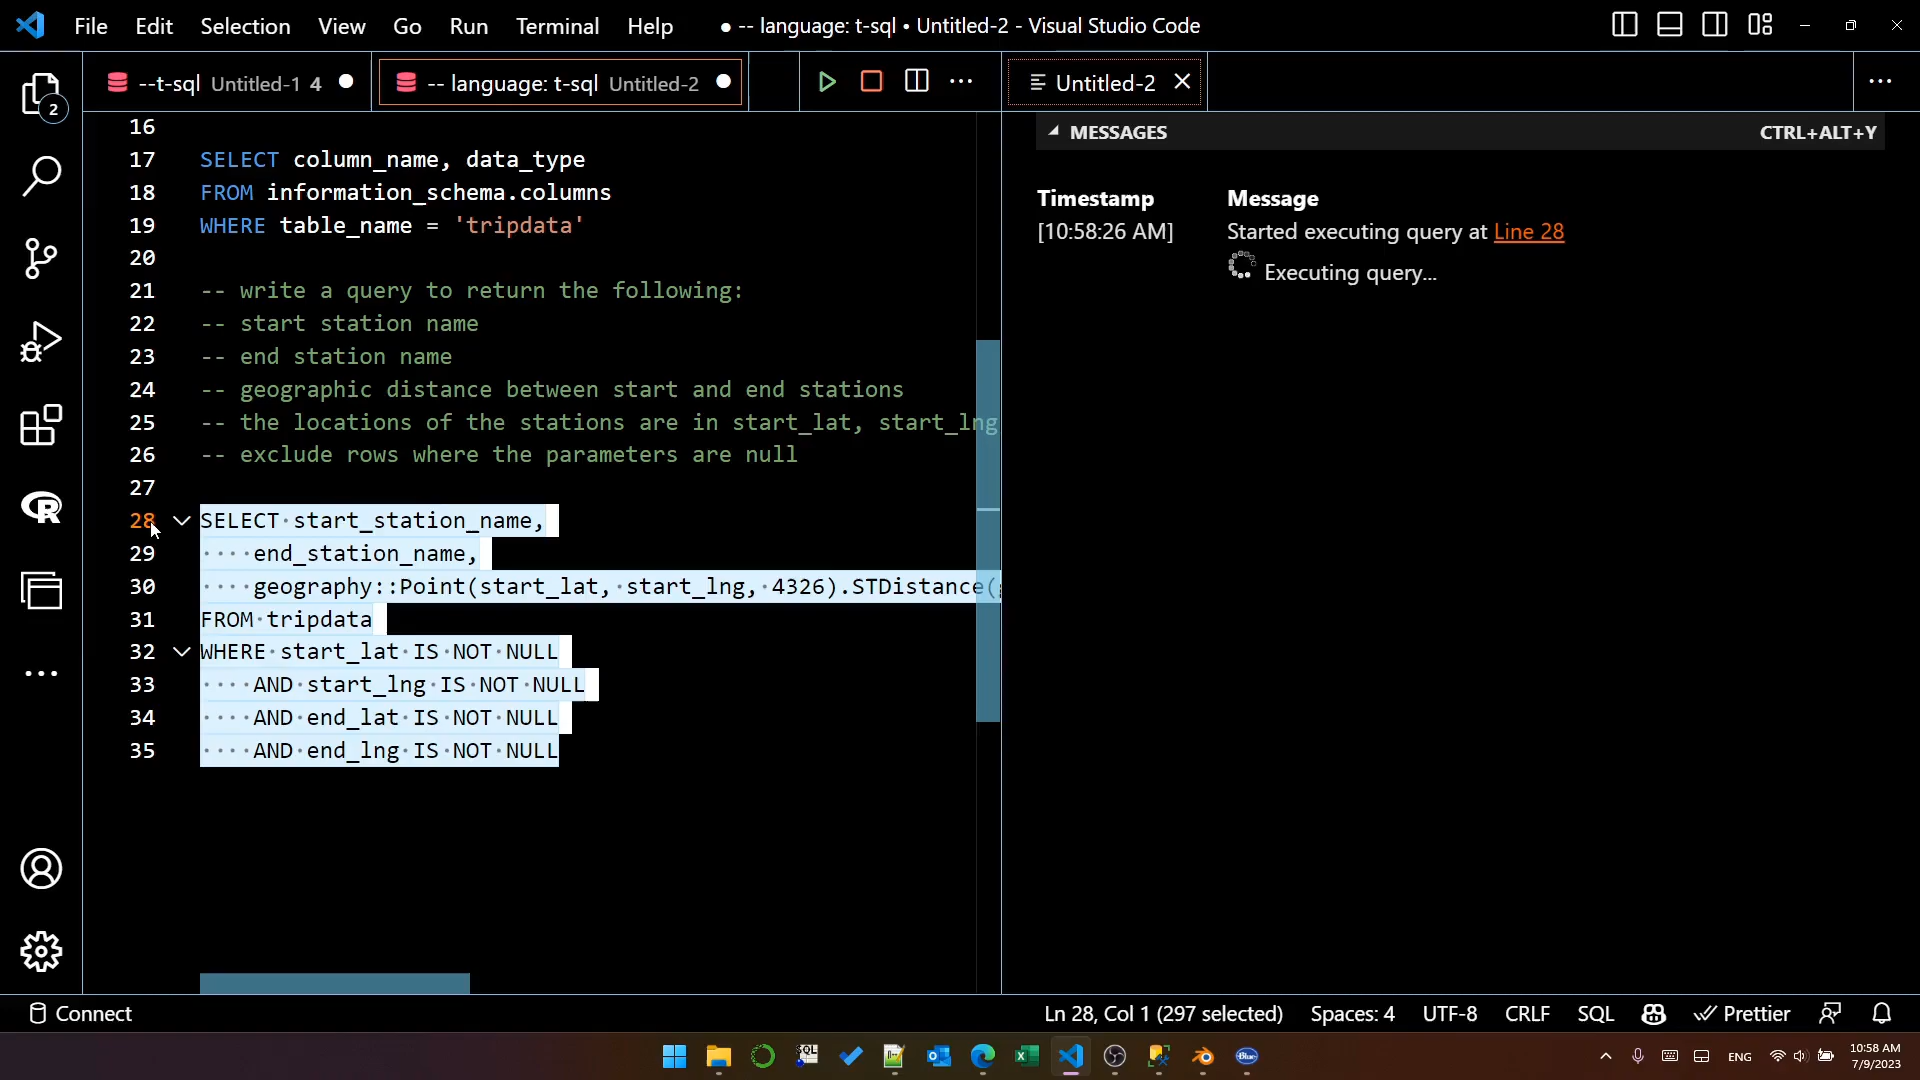 File Edit Selection View Go Run Terminal Help ● -- language: t-sql • Untitled-2 - Visual Studio Code
--t-sql Untitled-1 4
-- language: t-sql Untitled-2
Untitled-2
2
MESSAGES CTRL+ALT+Y
Timestamp Message
[10:58:26 AM] Started executing query at Line 28
Executing query...
16
17 SELECT column_name, data_type
18 FROM information_schema.columns
19 WHERE table_name = 'tripdata'
20
21 -- write a query to return the following:
22 -- start station name
23 -- end station name
24 -- geographic distance between start and end stations
25 -- the locations of the stations are in start_lat, start_lng
26 -- exclude rows where the parameters are null
27
28 SELECT·start_station_name,
29 ····end_station_name,
30 ····geography::Point(start_lat,·start_lng,·4326).STDistance(
31 FROM·tripdata
32 WHERE·start_lat·IS·NOT·NULL
33 ····AND·start_lng·IS·NOT·NULL
34 ····AND·end_lat·IS·NOT·NULL
35 ····AND·end_lng·IS·NOT·NULL
Connect Ln 28, Col 1 (297 selected) Spaces: 4 UTF-8 CRLF SQL Prettier
SQL
Blue
ENG
10:58 AM
7/9/2023